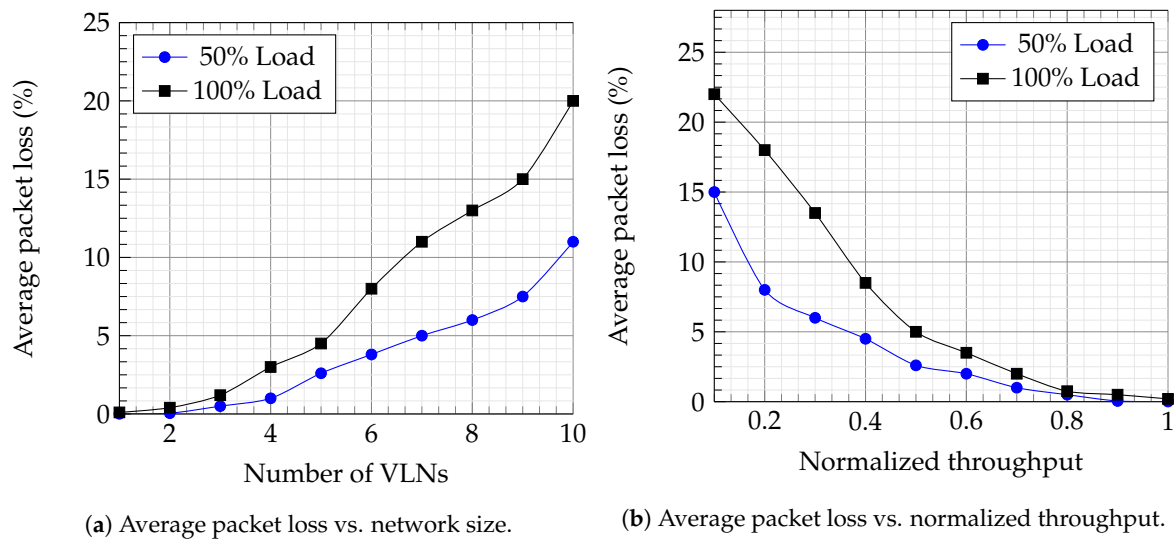 25
20
15
10
5
0
2
4
6
8
10
Average packet loss (%)
Number of VLNs
50% Load
100% Load
(a) Average packet loss vs. network size.
25
20
15
10
5
0
0.2
0.4
0.6
0.8
1
Average packet loss (%)
Normalized throughput
50% Load
100% Load
(b) Average packet loss vs. normalized throughput.